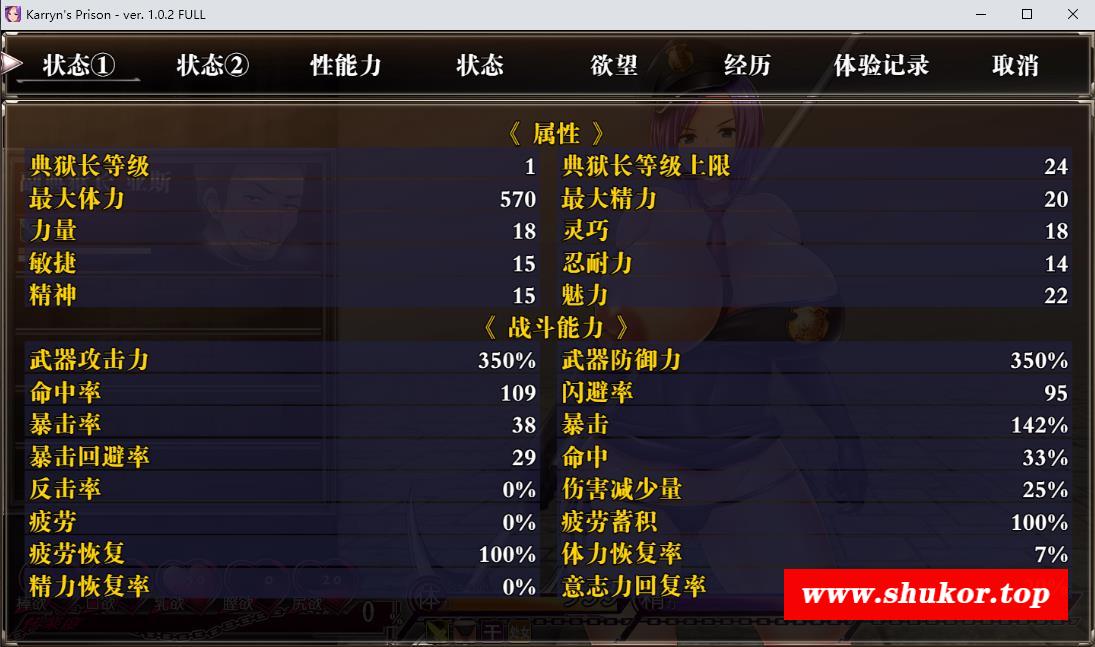 Karryn's Prison - ver. 1.0.2 FULL
状态① 状态② 性能力 状态 欲望 经历 体验记录 取消
《 属性 》
典狱长等级 1 典狱长等级上限 24
最大体力 570 最大精力 20
力量 18 灵巧 18
敏捷 15 忍耐力 14
精神 15 魅力 22
《 战斗能力 》
武器攻击力 350% 武器防御力 350%
命中率 109 闪避率 95
暴击率 38 暴击 142%
暴击回避率 29 命中 33%
反击率 0% 伤害减少量 25%
疲劳 0% 疲劳蓄积 100%
疲劳恢复 100% 体力恢复率 7%
精力恢复率 0% 意志力回复率
www.shukor.top